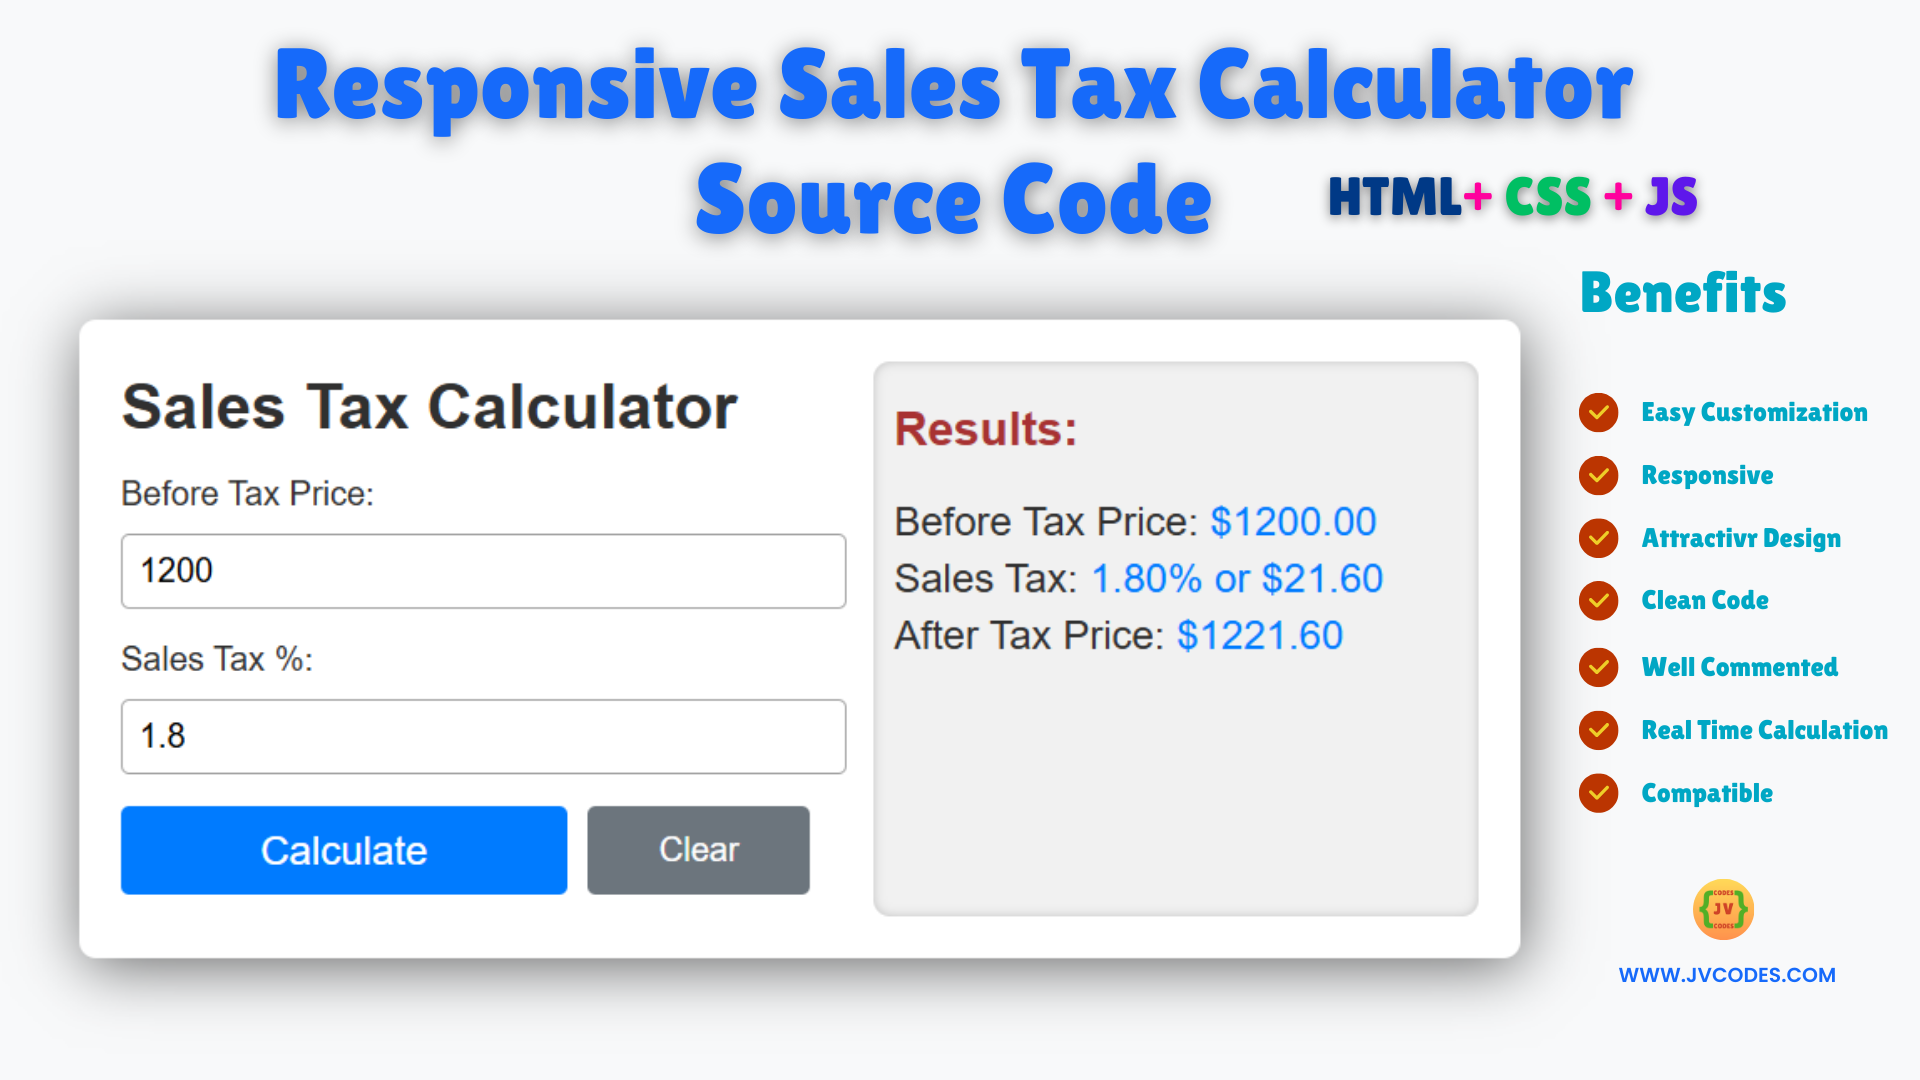 Responsive Sales Tax Calculator
Source Code
HTML+ CSS + JS
Sales Tax Calculator
Before Tax Price:
1200
Sales Tax %:
1.8
Calculate
Clear
Results:
Before Tax Price: $1200.00
Sales Tax: 1.80% or $21.60
After Tax Price: $1221.60
Benefits
Easy Customization
Responsive
Attractivr Design
Clean Code
Well Commented
Real Time Calculation
Compatible
CODES
{JV}
CODES
WWW.JVCODES.COM